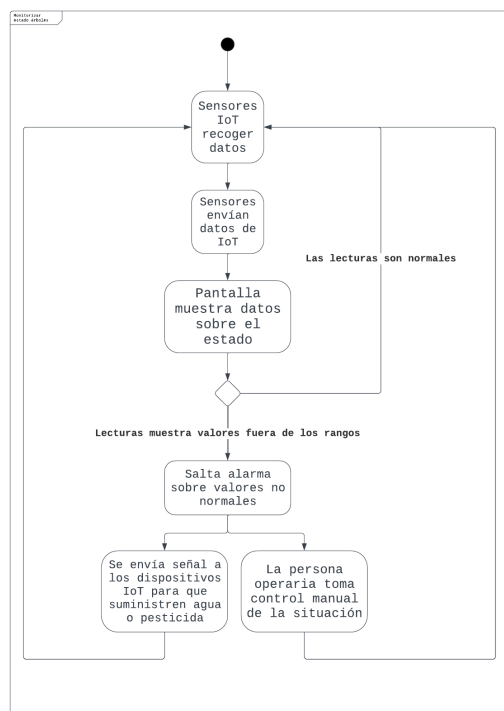 Monitorizar
Estado Árboles
Sensores
IoT
recoger
datos
Sensores
envían
datos de
IoT
Las lecturas son normales
Pantalla
muestra datos
sobre el
estado
Lecturas muestra valores fuera de los rangos
Salta alarma
sobre valores no
normales
Se envía señal a
los dispositivos
IoT para que
suministren agua
o pesticida
La persona
operaria toma
control manual
de la situación